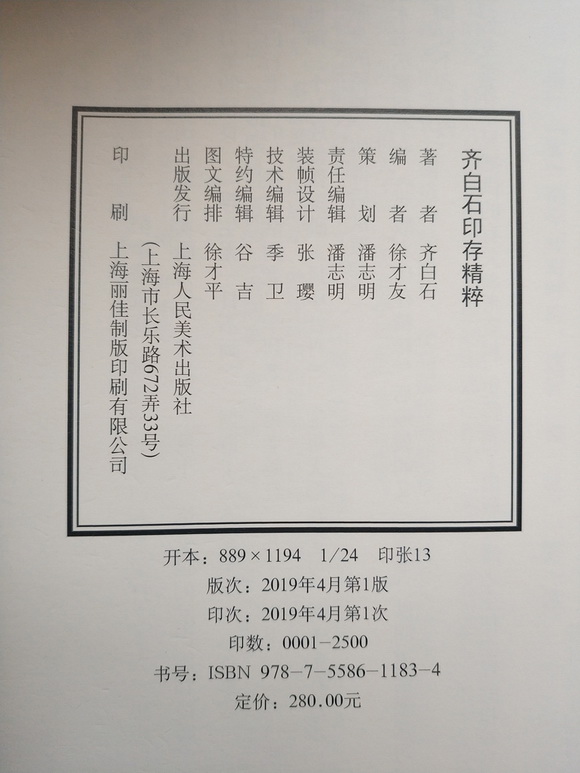 齐白石印存精粹
著 者 齐白石
编 者 徐才友
策 划 潘志明
责任编辑 潘志明
装帧设计 张 璎
技术编辑 季 卫
特约编辑 谷 吉
图文编排 徐才平
出版发行 上海人民美术出版社
(上海市长乐路672弄33号)
印 刷 上海丽佳制版印刷有限公司
开本：889×1194 1/24 印张13
版次：2019年4月第1版
印次：2019年4月第1次
印数：0001-2500
书号：ISBN 978-7-5586-1183-4
定价：280.00元